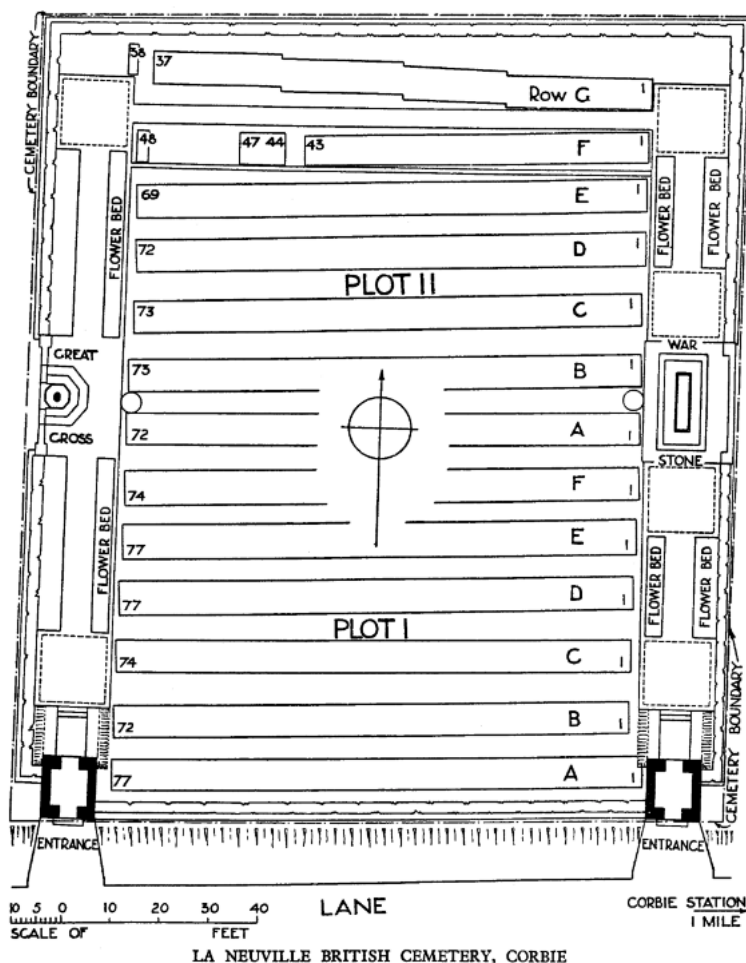 58
37
Row G
1
CEMETERY BOUNDARY
48
47 44
43
F
1
69
E
1
FLOWER BED
FLOWER BED
FLOWER BED
72
D
1
PLOT II
73
C
1
GREAT
CROSS
WAR
STONE
73
B
1
72
A
1
74
F
77
E
1
FLOWER BED
FLOWER BED
FLOWER BED
77
D
1
PLOT I
74
C
1
72
B
1
77
A
1
CEMETERY BOUNDARY
ENTRANCE
ENTRANCE
LANE
10 5 0 10 20 30 40
SCALE OF FEET
CORBIE STATION
1 MILE
LA NEUVILLE BRITISH CEMETERY, CORBIE